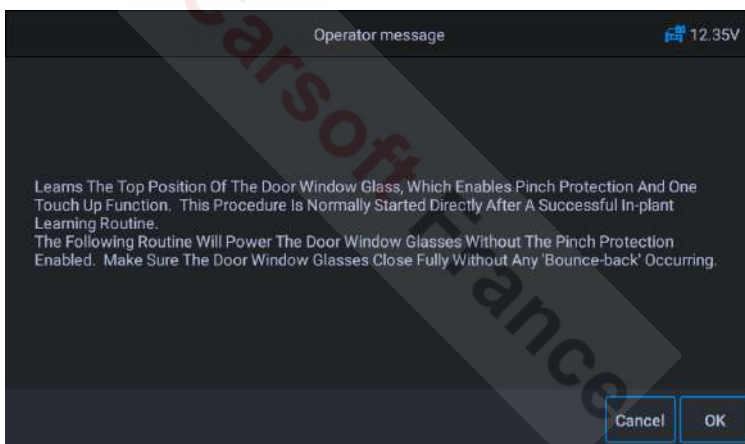 Operator message
12.35V
Learns The Top Position Of The Door Window Glass, Which Enables Pinch Protection And One
Touch Up Function. This Procedure Is Normally Started Directly After A Successful In-plant
Learning Routine.
The Following Routine Will Power The Door Window Glasses Without The Pinch Protection
Enabled. Make Sure The Door Window Glasses Close Fully Without Any 'Bounce-back' Occurring.
Carsoft France
Cancel
OK